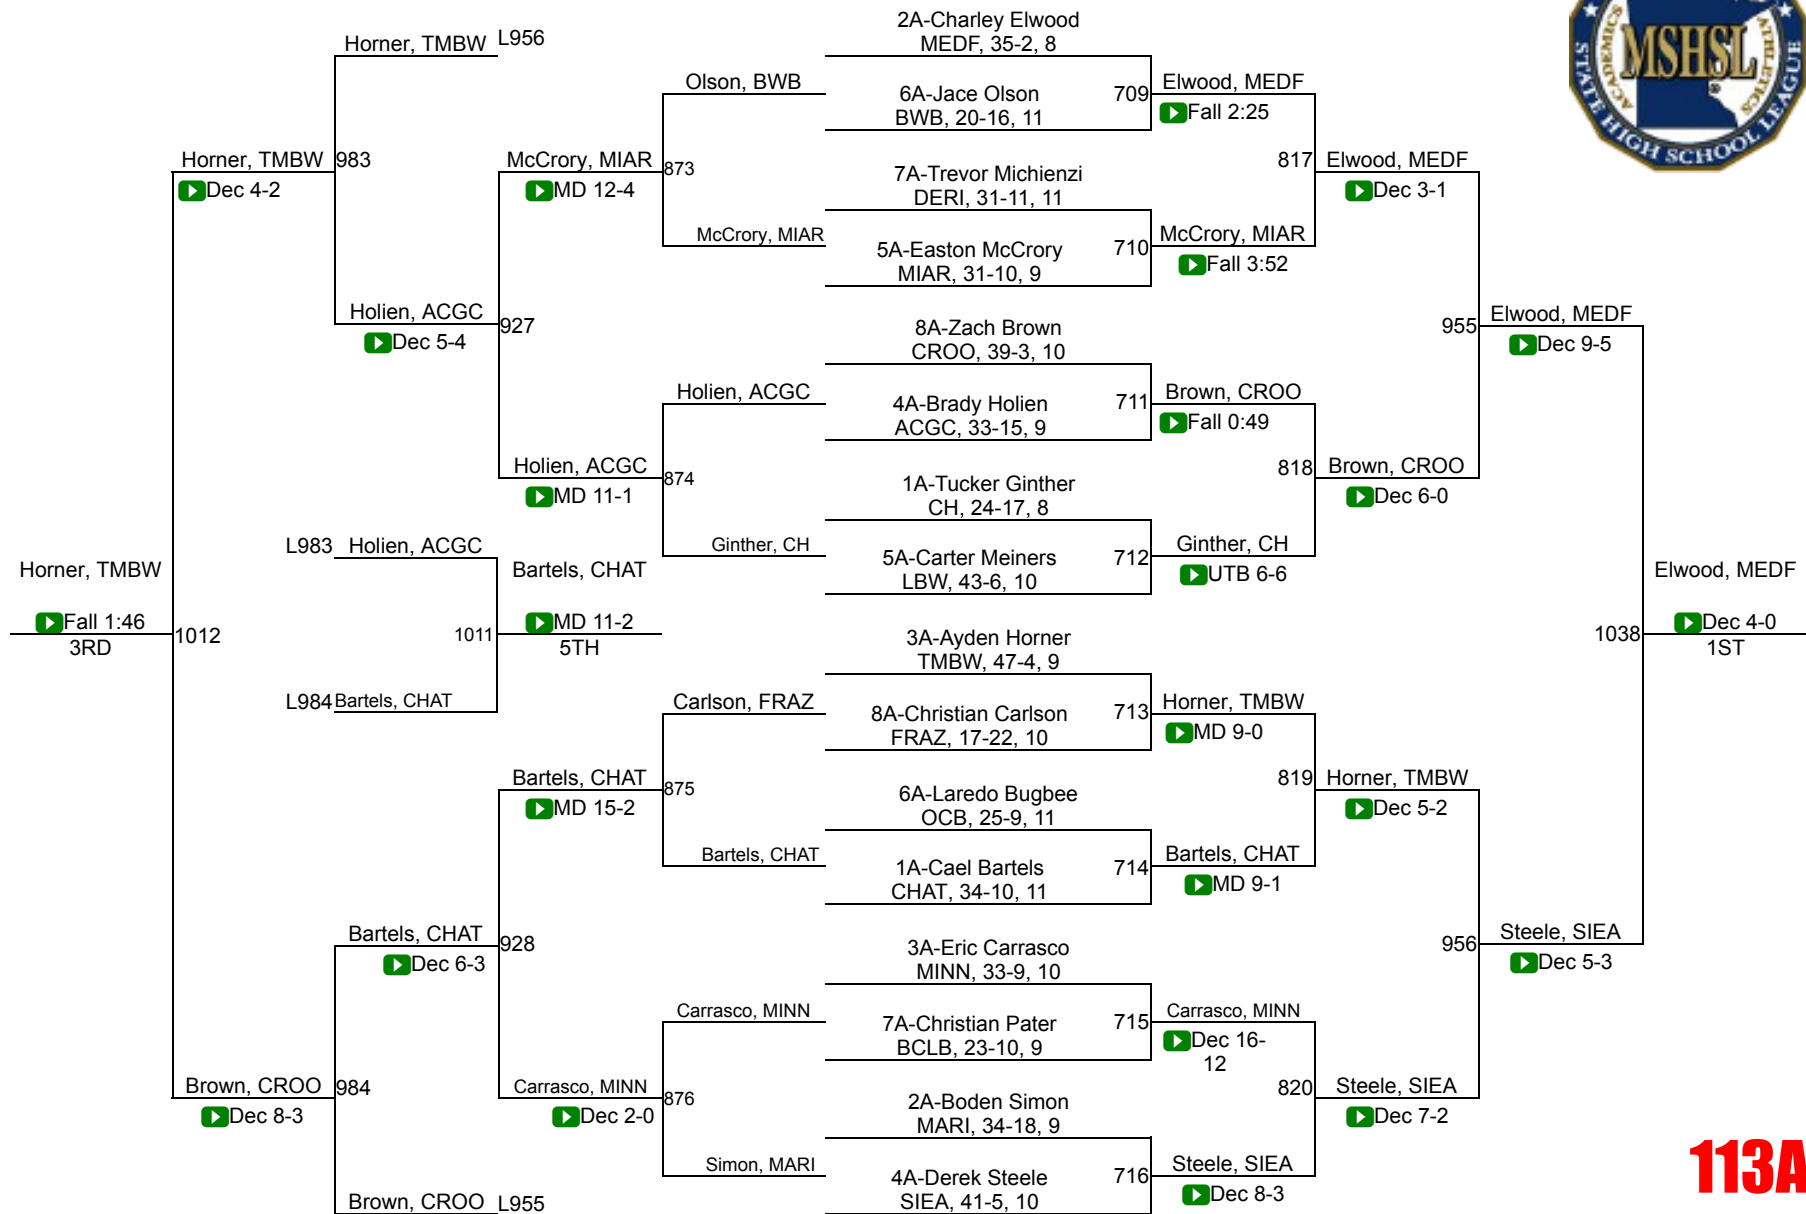 2A-Charley Elwood
MEDF, 35-2, 8
Horner, TMBW L956
Olson, BWB
6A-Jace Olson
BWB, 20-16, 11
709
Elwood, MEDF
Fall 2:25
MSHSL
ACADEMICS
ATHLETICS
STATE HIGH SCHOOL LEAGUE
Horner, TMBW 983
Dec 4-2
McCrory, MIAR
MD 12-4
873
7A-Trevor Michienzi
DERI, 31-11, 11
817
Elwood, MEDF
Dec 3-1
McCrory, MIAR
5A-Easton McCrory
MIAR, 31-10, 9
710
McCrory, MIAR
Fall 3:52
Holien, ACGC
Dec 5-4
927
8A-Zach Brown
CROO, 39-3, 10
955
Elwood, MEDF
Dec 9-5
Holien, ACGC
4A-Brady Holien
ACGC, 33-15, 9
711
Brown, CROO
Fall 0:49
Holien, ACGC
MD 11-1
874
1A-Tucker Ginther
CH, 24-17, 8
818
Brown, CROO
Dec 6-0
L983 Holien, ACGC
Ginther, CH
5A-Carter Meiners
LBW, 43-6, 10
712
Ginther, CH
UTB 6-6
Horner, TMBW
Fall 1:46
3RD
1012
1011
Bartels, CHAT
MD 11-2
5TH
3A-Ayden Horner
TMBW, 47-4, 9
1038
Elwood, MEDF
Dec 4-0
1ST
L984 Bartels, CHAT
Carlson, FRAZ
8A-Christian Carlson
FRAZ, 17-22, 10
713
Horner, TMBW
MD 9-0
Bartels, CHAT
MD 15-2
875
6A-Laredo Bugbee
OCB, 25-9, 11
819
Horner, TMBW
Dec 5-2
Bartels, CHAT
1A-Cael Bartels
CHAT, 34-10, 11
714
Bartels, CHAT
MD 9-1
Bartels, CHAT
Dec 6-3
928
3A-Eric Carrasco
MINN, 33-9, 10
956
Steele, SIEA
Dec 5-3
Carrasco, MINN
7A-Christian Pater
BCLB, 23-10, 9
715
Carrasco, MINN
Dec 16-
12
Brown, CROO
Dec 8-3
984
Carrasco, MINN
Dec 2-0
876
2A-Boden Simon
MARI, 34-18, 9
820
Steele, SIEA
Dec 7-2
Simon, MARI
4A-Derek Steele
SIEA, 41-5, 10
716
Steele, SIEA
Dec 8-3
Brown, CROO L955
113A